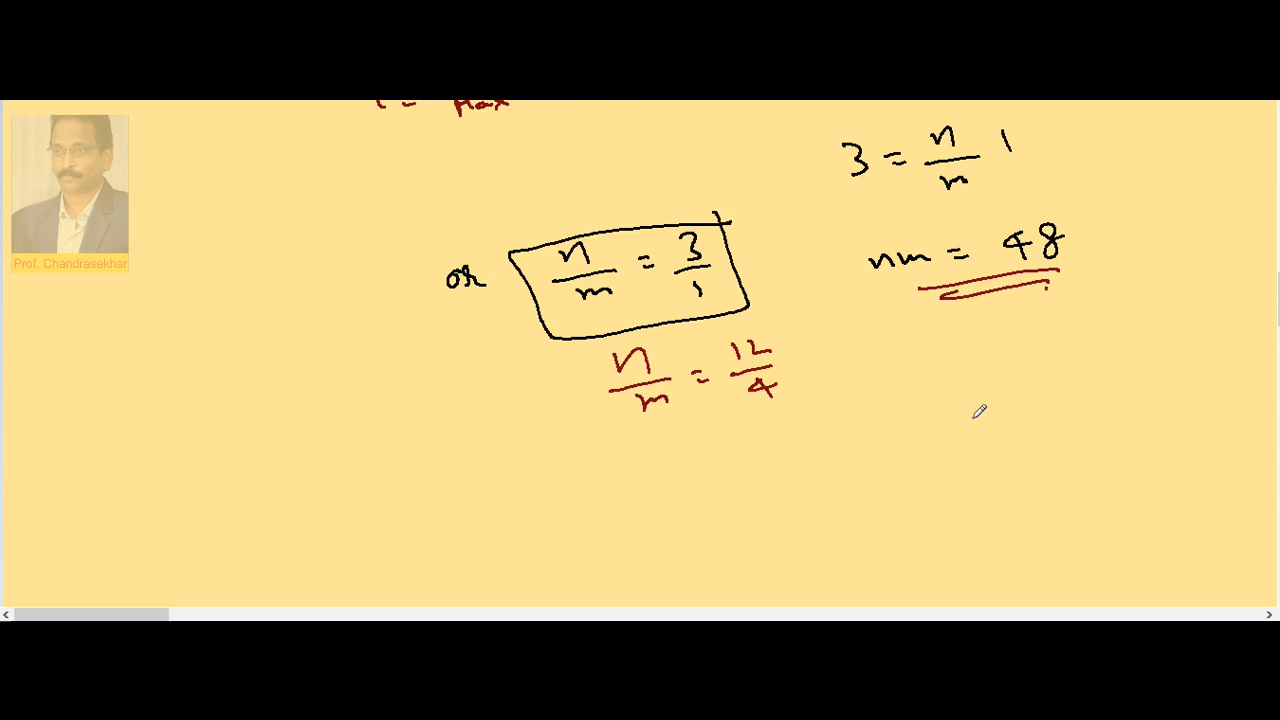 3 = n/m 1
nm = 48
or n/m = 3/1
n/m = 12/4
Prof. Chandrasekhar